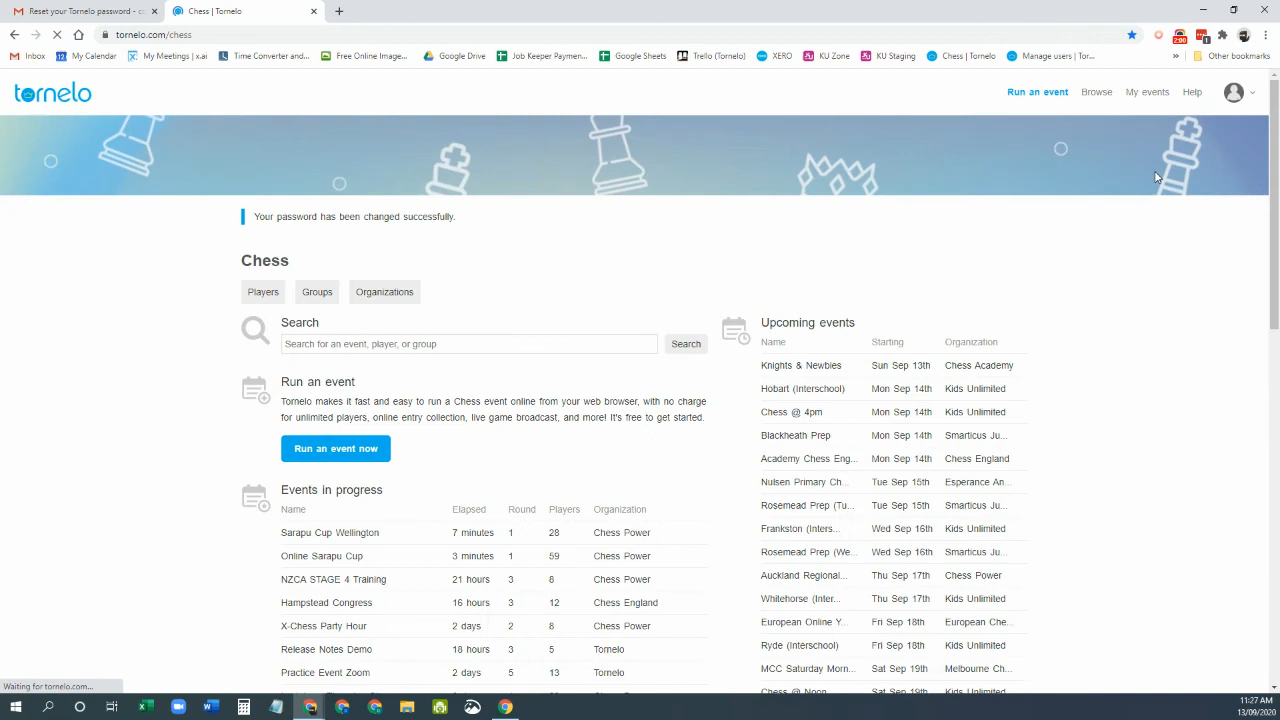 Reset your Tornelo password - co
Chess | Tornelo
tornelo.com/chess
2:00
1
Inbox
My Calendar
My Meetings | x.ai
Time Converter and...
Free Online Image...
Google Drive
Job Keeper Paymen...
Google Sheets
Trello (Tornelo)
XERO
KU Zone
KU Staging
Chess | Tornelo
Manage users | Tor...
»
Other bookmarks
tornelo
Run an event
Browse
My events
Help
Your password has been changed successfully.
Chess
Players
Groups
Organizations
Search
Search for an event, player, or group
Search
Run an event
Tornelo makes it fast and easy to run a Chess event online from your web browser, with no charge
for unlimited players, online entry collection, live game broadcast, and more! It's free to get started.
Run an event now
Events in progress
Name Elapsed Round Players Organization
Sarapu Cup Wellington 7 minutes 1 28 Chess Power
Online Sarapu Cup 3 minutes 1 59 Chess Power
NZCA STAGE 4 Training 21 hours 3 8 Chess Power
Hampstead Congress 16 hours 3 12 Chess England
X-Chess Party Hour 2 days 2 8 Chess Power
Release Notes Demo 18 hours 3 5 Tornelo
Practice Event Zoom 2 days 5 13 Tornelo
Upcoming events
Name Starting Organization
Knights & Newbies Sun Sep 13th Chess Academy
Hobart (Interschool) Mon Sep 14th Kids Unlimited
Chess @ 4pm Mon Sep 14th Kids Unlimited
Blackheath Prep Mon Sep 14th Smarticus Ju...
Academy Chess Eng... Mon Sep 14th Chess England
Nulsen Primary Ch... Tue Sep 15th Esperance An...
Rosemead Prep (Tu... Tue Sep 15th Smarticus Ju...
Frankston (Inters... Wed Sep 16th Kids Unlimited
Rosemead Prep (We... Wed Sep 16th Smarticus Ju...
Auckland Regional... Thu Sep 17th Chess Power
Whitehorse (Inter... Thu Sep 17th Kids Unlimited
European Online Y... Fri Sep 18th European Che...
Ryde (Interschool) Fri Sep 18th Kids Unlimited
MCC Saturday Morn... Sat Sep 19th Melbourne Ch...
Chess @ Noon Sat Sep 19th Kids Unlimited
Waiting for tornelo.com...
11:27 AM
13/09/2020